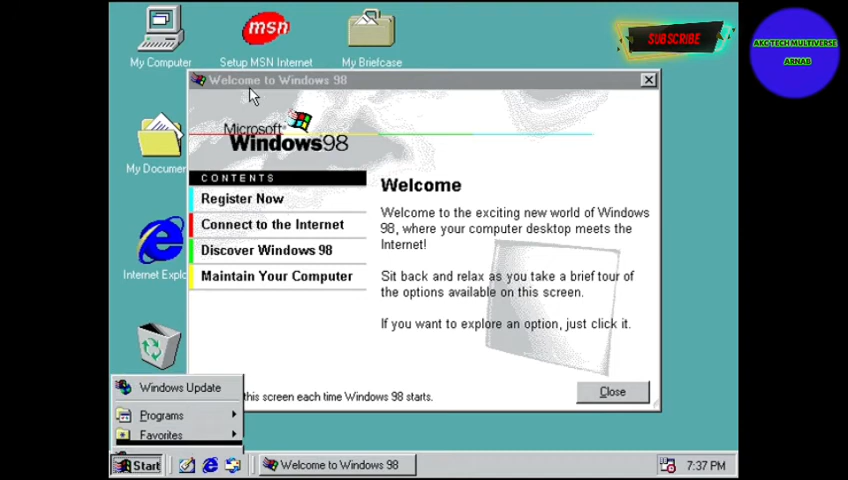 My Computer
Setup MSN Internet
My Briefcase
msn
SUBSCRIBE
AKC TECH MULTIVERSE
ARNAB
Welcome to Windows 98
Microsoft
Windows 98
CONTENTS
Register Now
Connect to the Internet
Discover Windows 98
Maintain Your Computer
Welcome
Welcome to the exciting new world of Windows
98, where your computer desktop meets the
Internet!
Sit back and relax as you take a brief tour of
the options available on this screen.
If you want to explore an option, just click it.
My Documen
Internet Explo
this screen each time Windows 98 starts.
Close
Windows Update
Programs
Favorites
Start
Welcome to Windows 98
7:37 PM